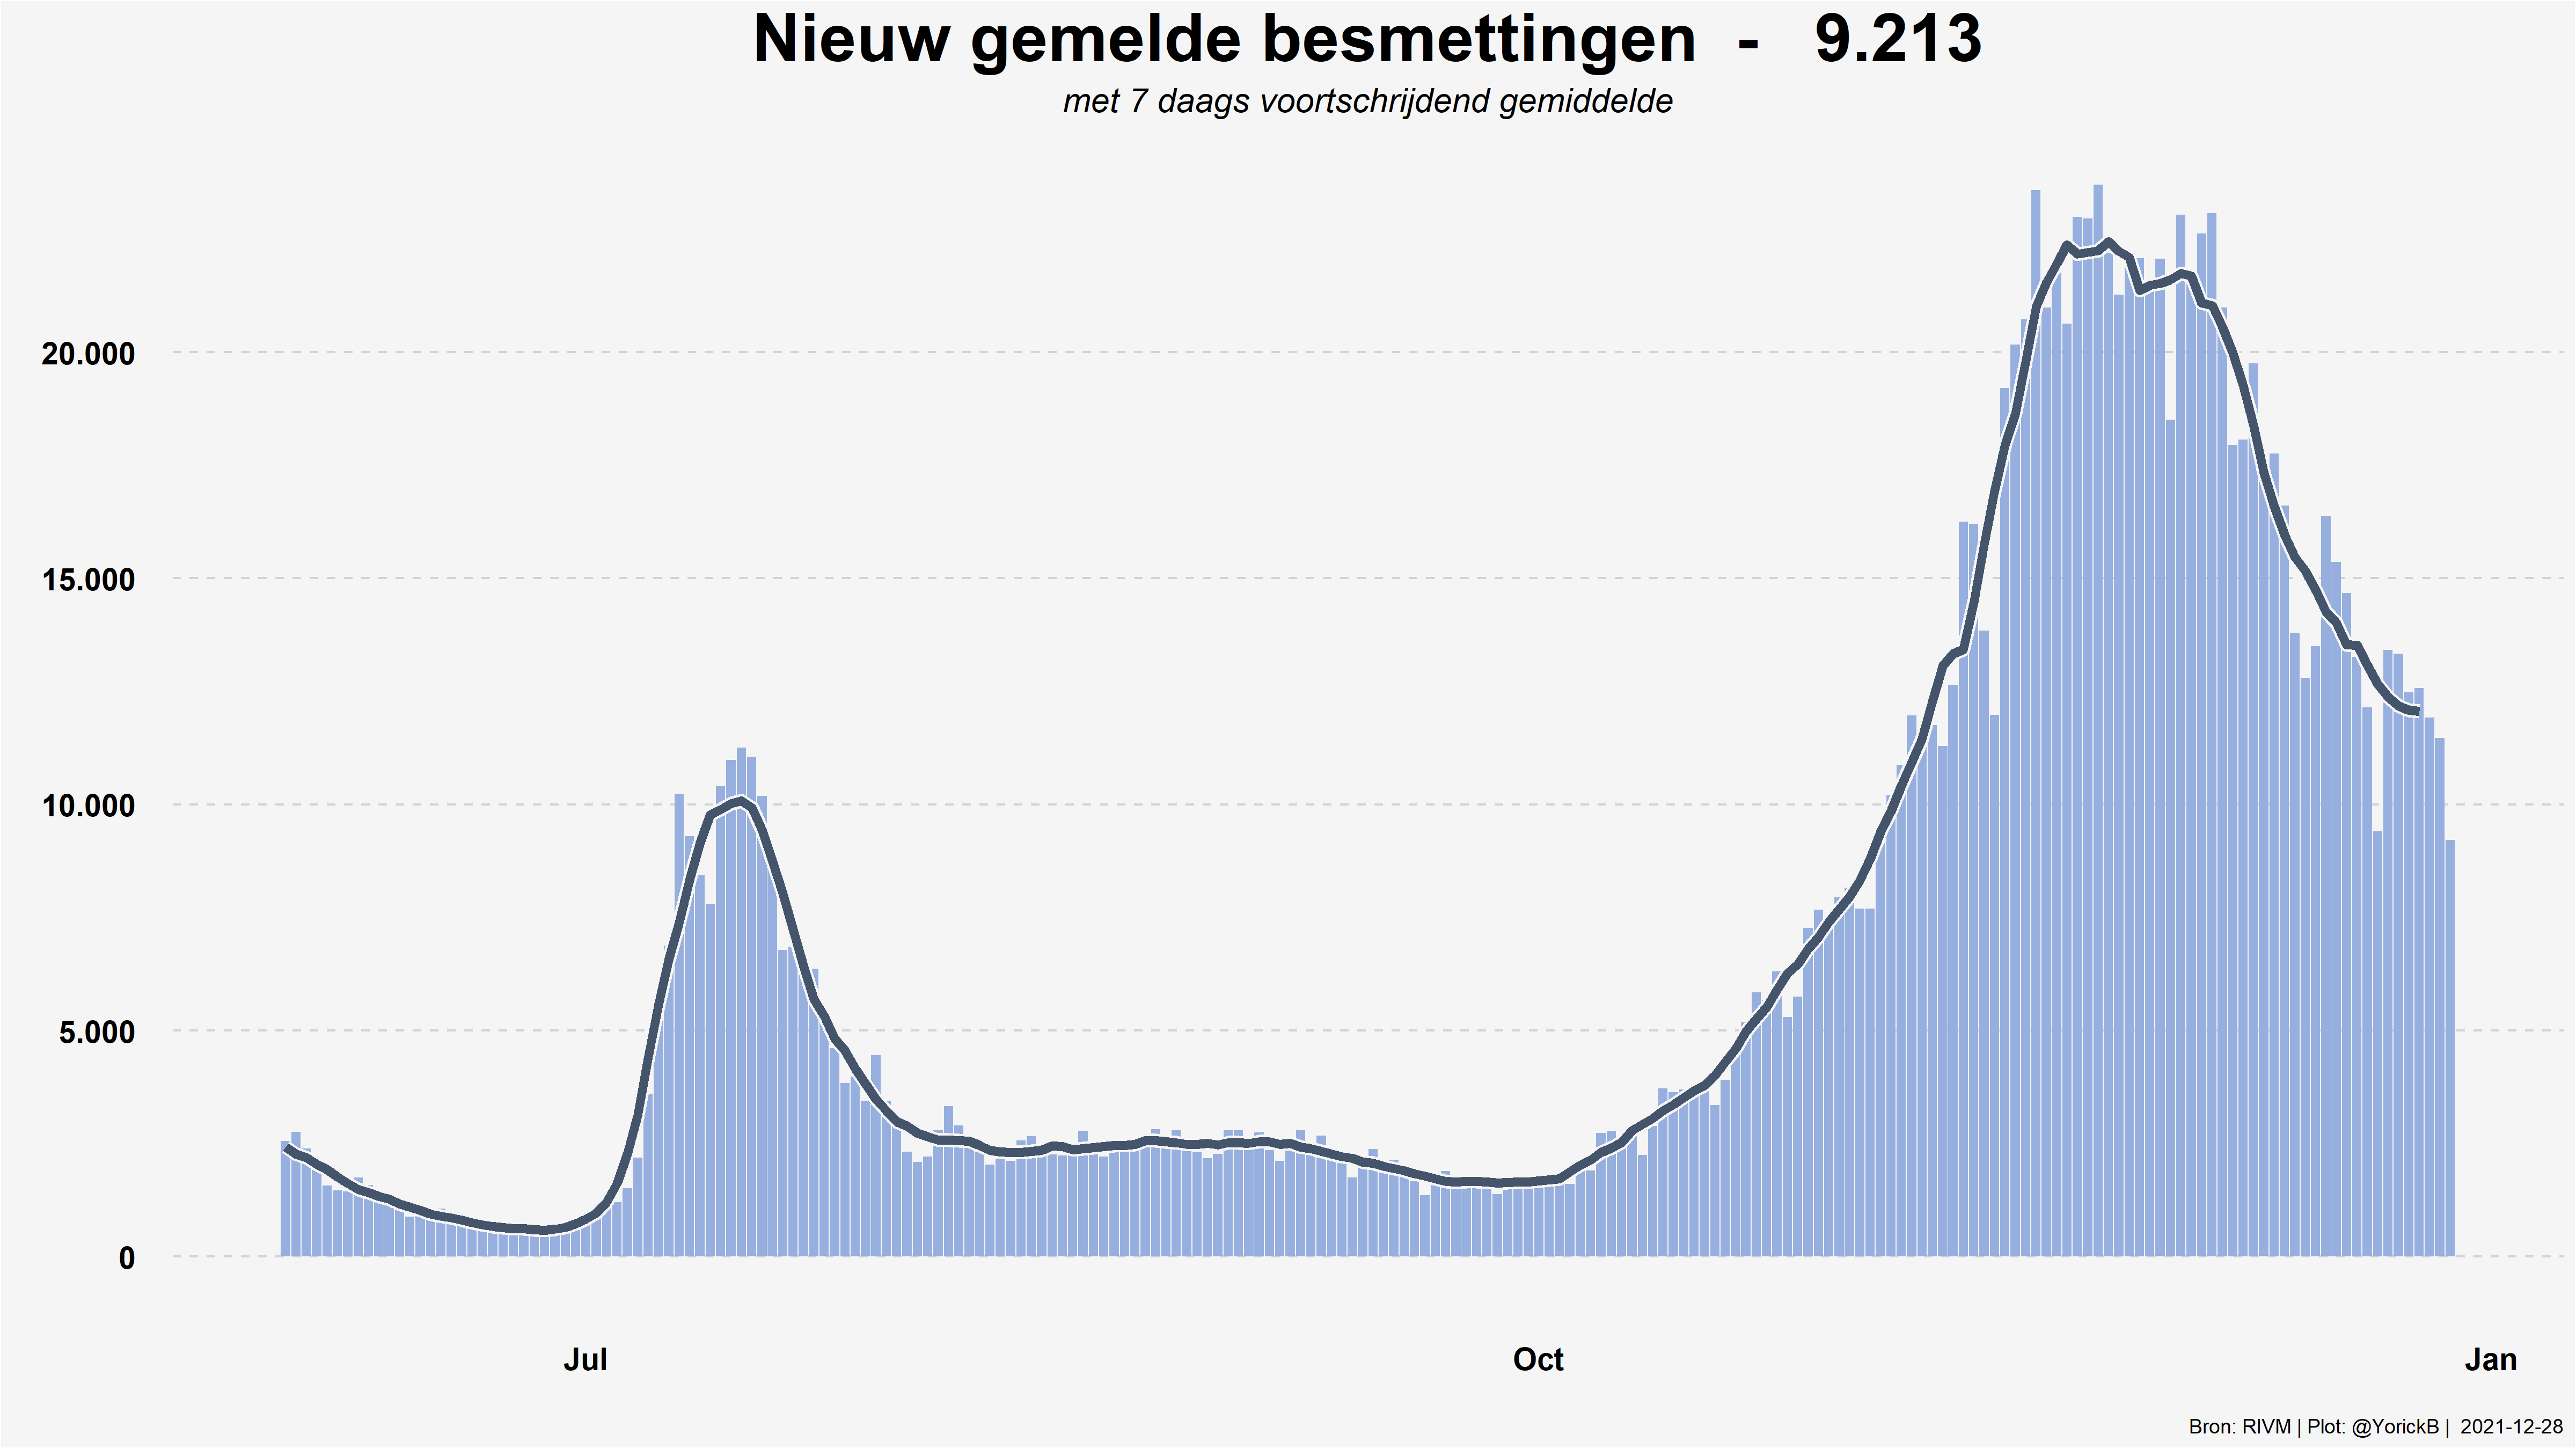 Nieuw gemelde besmettingen - 9.213
met 7 daags voortschrijdend gemiddelde
20.000
15.000
10.000
5.000
0
Jul Oct Jan
Bron: RIVM | Plot: @YorickB | 2021-12-28